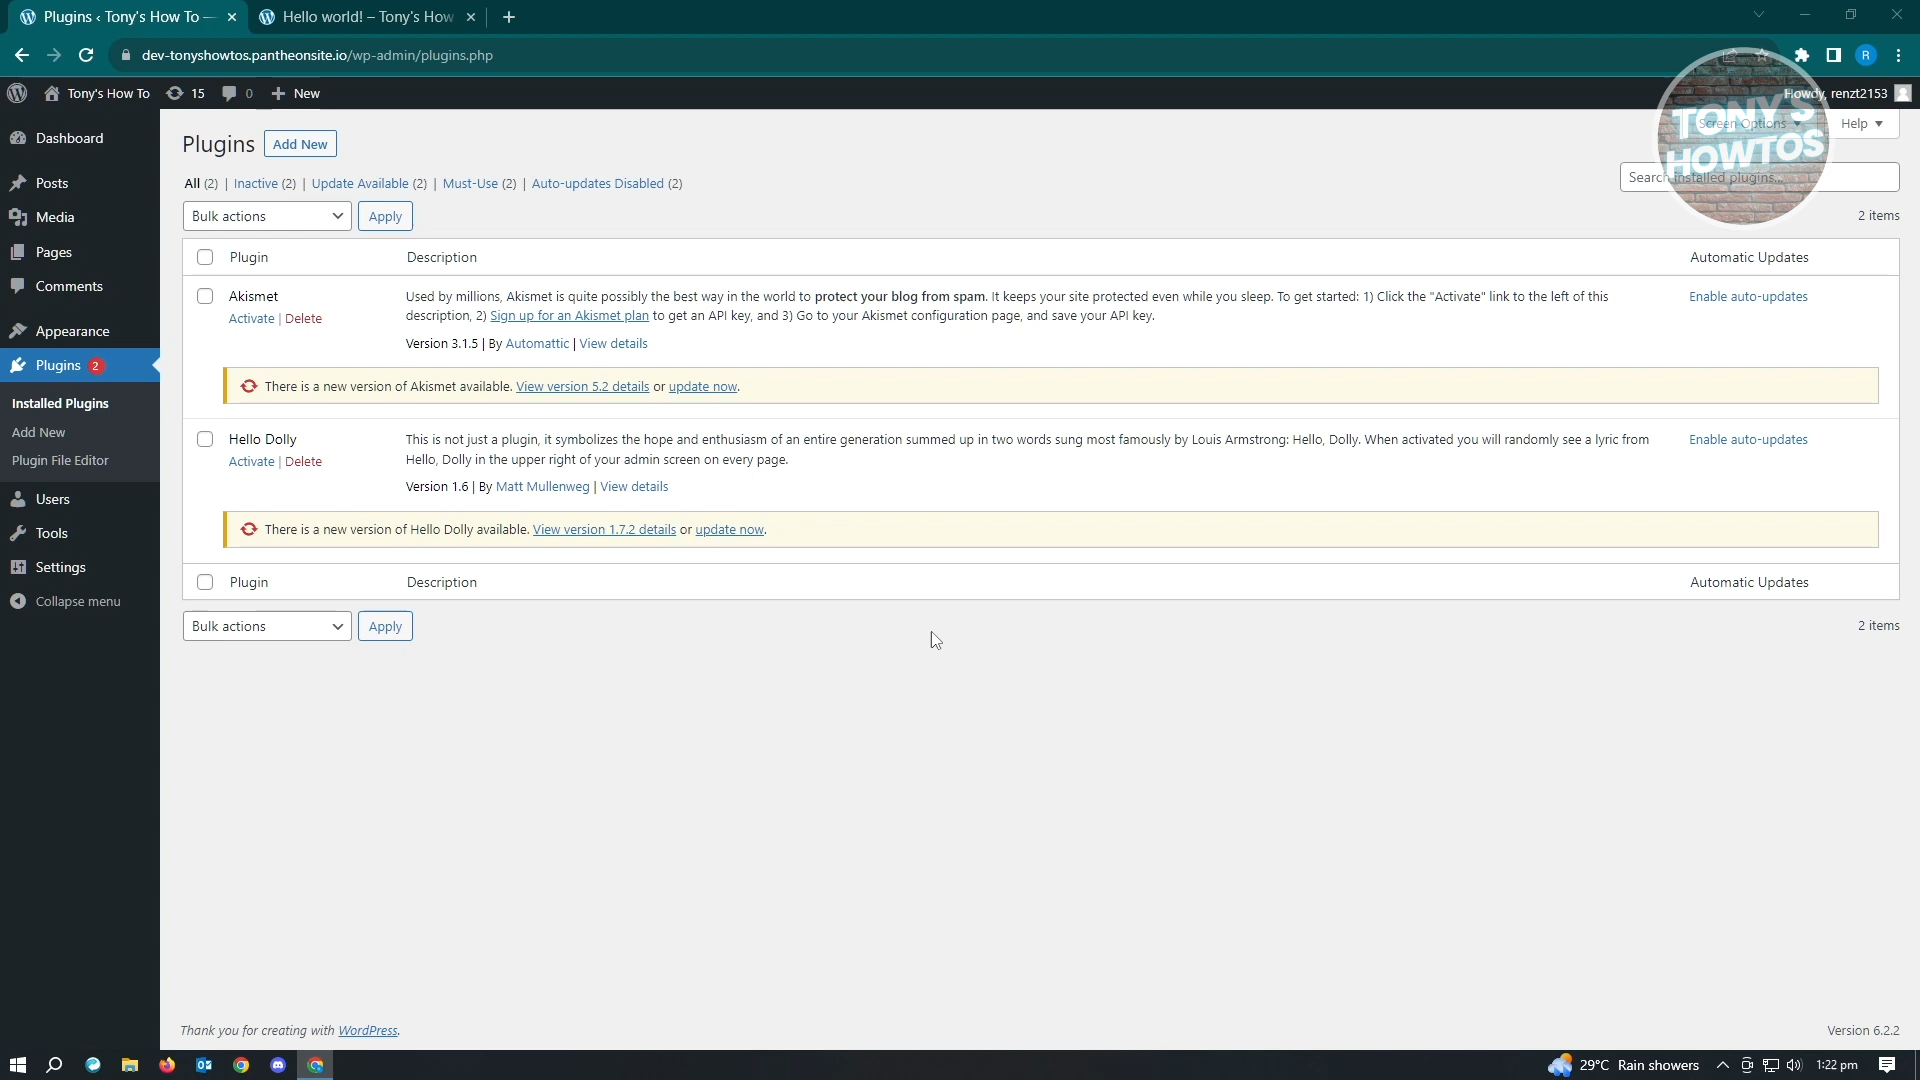 Plugins ‹ Tony's How To —
Hello world! – Tony's How
dev-tonyshowtos.pantheonsite.io/wp-admin/plugins.php
R
Tony's How To
15
0
New
Howdy, renzt2153
TONY'S
HOWTOS
Screen Options
Help
Dashboard
Posts
Media
Pages
Comments
Appearance
Plugins 2
Installed Plugins
Add New
Plugin File Editor
Users
Tools
Settings
Collapse menu
Plugins Add New
All (2) | Inactive (2) | Update Available (2) | Must-Use (2) | Auto-updates Disabled (2)
Search installed plugins...
Bulk actions Apply
2 items
Plugin Description Automatic Updates
Akismet
Activate | Delete
Used by millions, Akismet is quite possibly the best way in the world to protect your blog from spam. It keeps your site protected even while you sleep. To get started: 1) Click the "Activate" link to the left of this
description, 2) Sign up for an Akismet plan to get an API key, and 3) Go to your Akismet configuration page, and save your API key.
Version 3.1.5 | By Automattic | View details
Enable auto-updates
There is a new version of Akismet available. View version 5.2 details or update now.
Hello Dolly
Activate | Delete
This is not just a plugin, it symbolizes the hope and enthusiasm of an entire generation summed up in two words sung most famously by Louis Armstrong: Hello, Dolly. When activated you will randomly see a lyric from
Hello, Dolly in the upper right of your admin screen on every page.
Version 1.6 | By Matt Mullenweg | View details
Enable auto-updates
There is a new version of Hello Dolly available. View version 1.7.2 details or update now.
Plugin Description Automatic Updates
Bulk actions Apply
2 items
Thank you for creating with WordPress.
Version 6.2.2
29°C Rain showers
1:22 pm